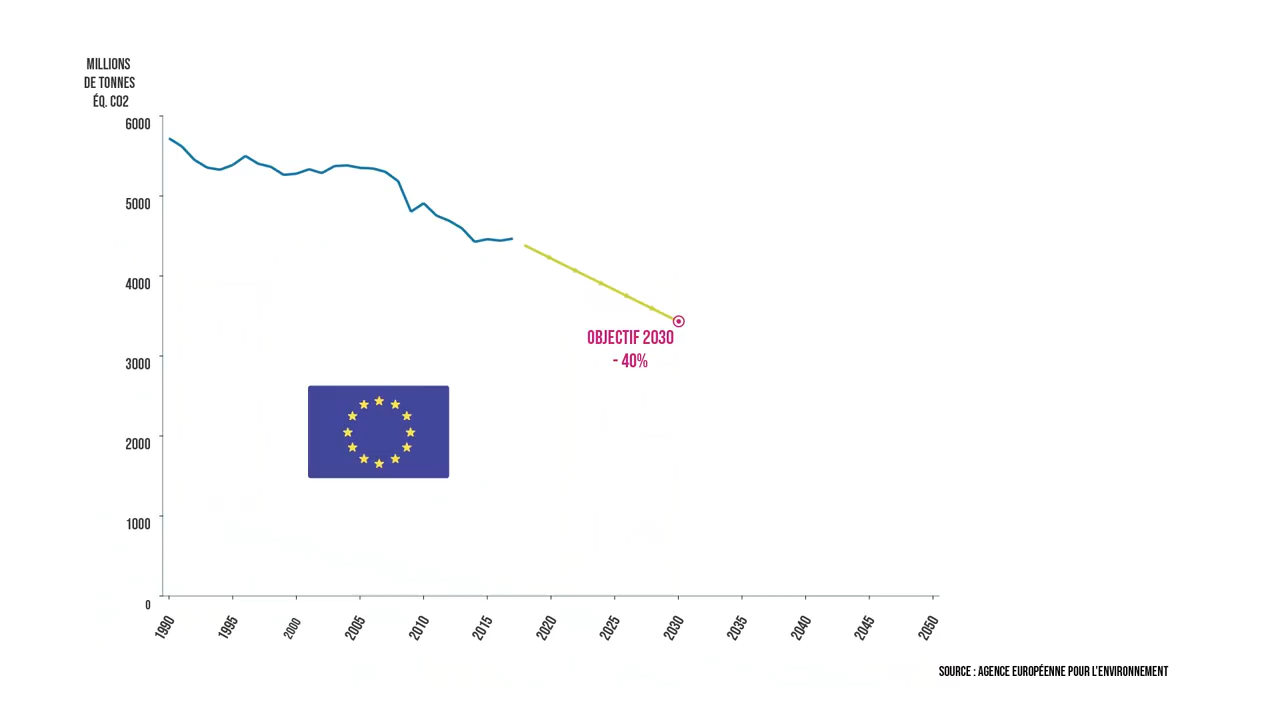 MILLIONS
DE TONNES
ÉQ. CO2
6000
5000
4000
3000
2000
1000
0
OBJECTIF 2030
- 40%
1990 1995 2000 2005 2010 2015 2020 2025 2030 2035 2040 2045 2050
SOURCE : AGENCE EUROPÉENNE POUR L'ENVIRONNEMENT